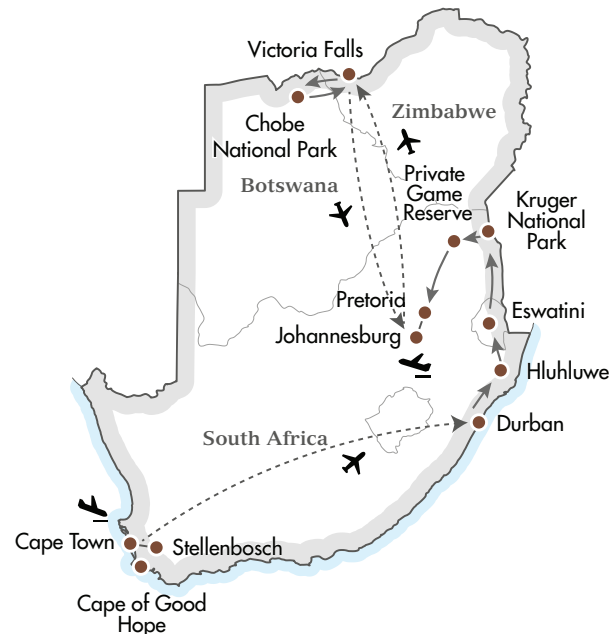 Victoria Falls
Zimbabwe
Chobe
National Park
Botswana
Private
Game
Reserve
Kruger
National
Park
Pretoria
Eswatini
Johannesburg
Hluhluwe
Durban
South Africa
Cape Town
Stellenbosch
Cape of Good
Hope